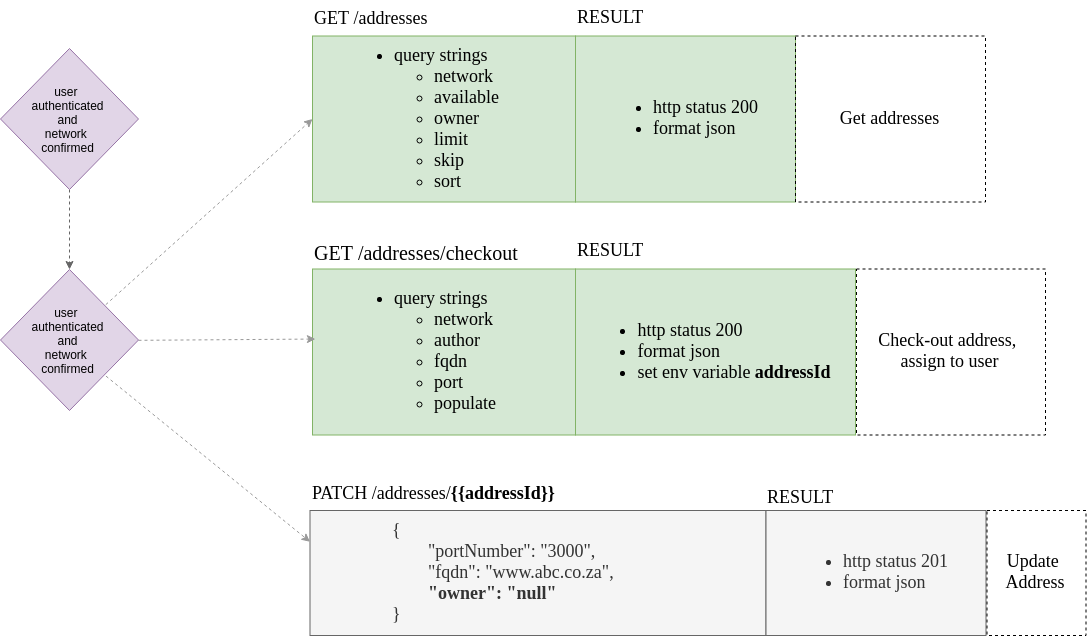 GET /addresses
RESULT
user
authenticated
and
network
confirmed
• query strings
◦ network
◦ available
◦ owner
◦ limit
◦ skip
◦ sort
• http status 200
• format json
Get addresses
GET /addresses/checkout
RESULT
user
authenticated
and
network
confirmed
• query strings
◦ network
◦ author
◦ fqdn
◦ port
◦ populate
• http status 200
• format json
• set env variable addressId
Check-out address,
assign to user
PATCH /addresses/{{addressId}}
RESULT
{
"portNumber": "3000",
"fqdn": "www.abc.co.za",
"owner": "null"
}
• http status 201
• format json
Update
Address